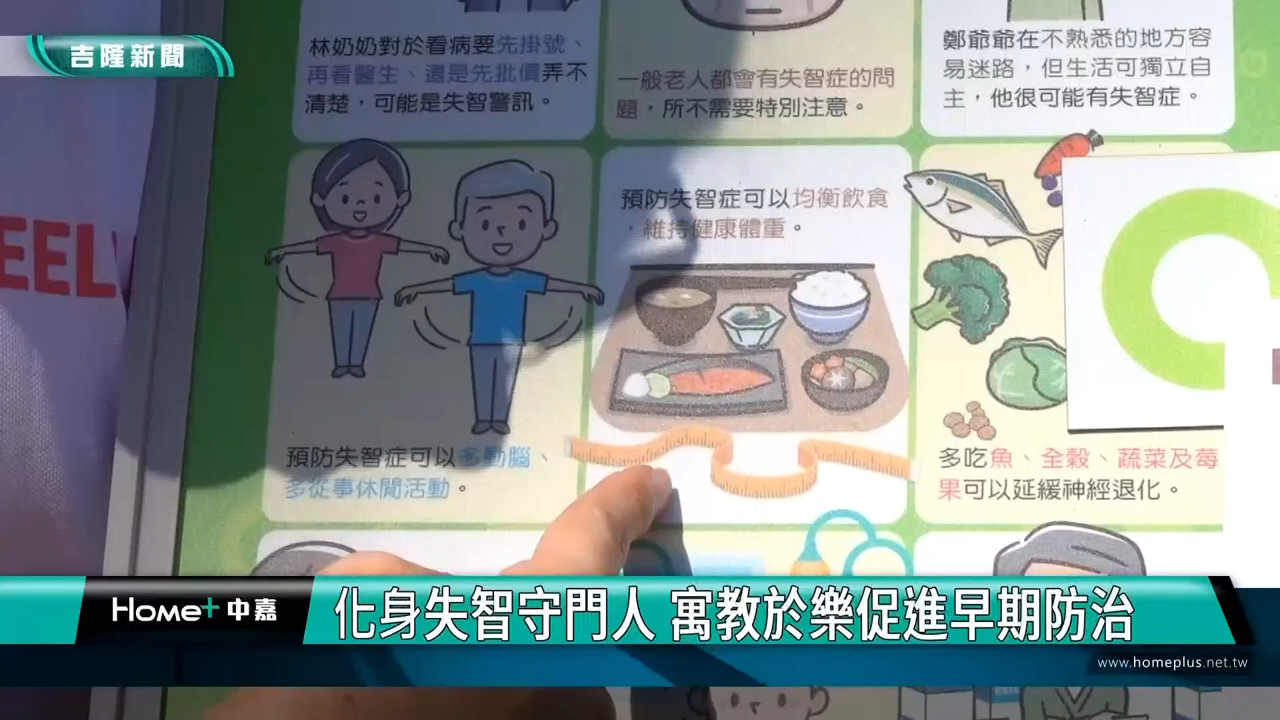 吉隆新聞
林奶奶對於看病要先掛號、
再看醫生、還是先批價弄不
清楚，可能是失智警訊。
一般老人都會有失智症的問
題，所不需要特別注意。
鄭爺爺在不熟悉的地方容
易迷路，但生活可獨立自
主，他很可能有失智症。
EEL
預防失智症可以均衡飲食
，維持健康體重。
預防失智症可以多動腦、
多從事休閒活動。
多吃魚、全穀、蔬菜及莓
果可以延緩神經退化。
Home+中嘉
化身失智守門人 寓教於樂促進早期防治
www.homeplus.net.tw